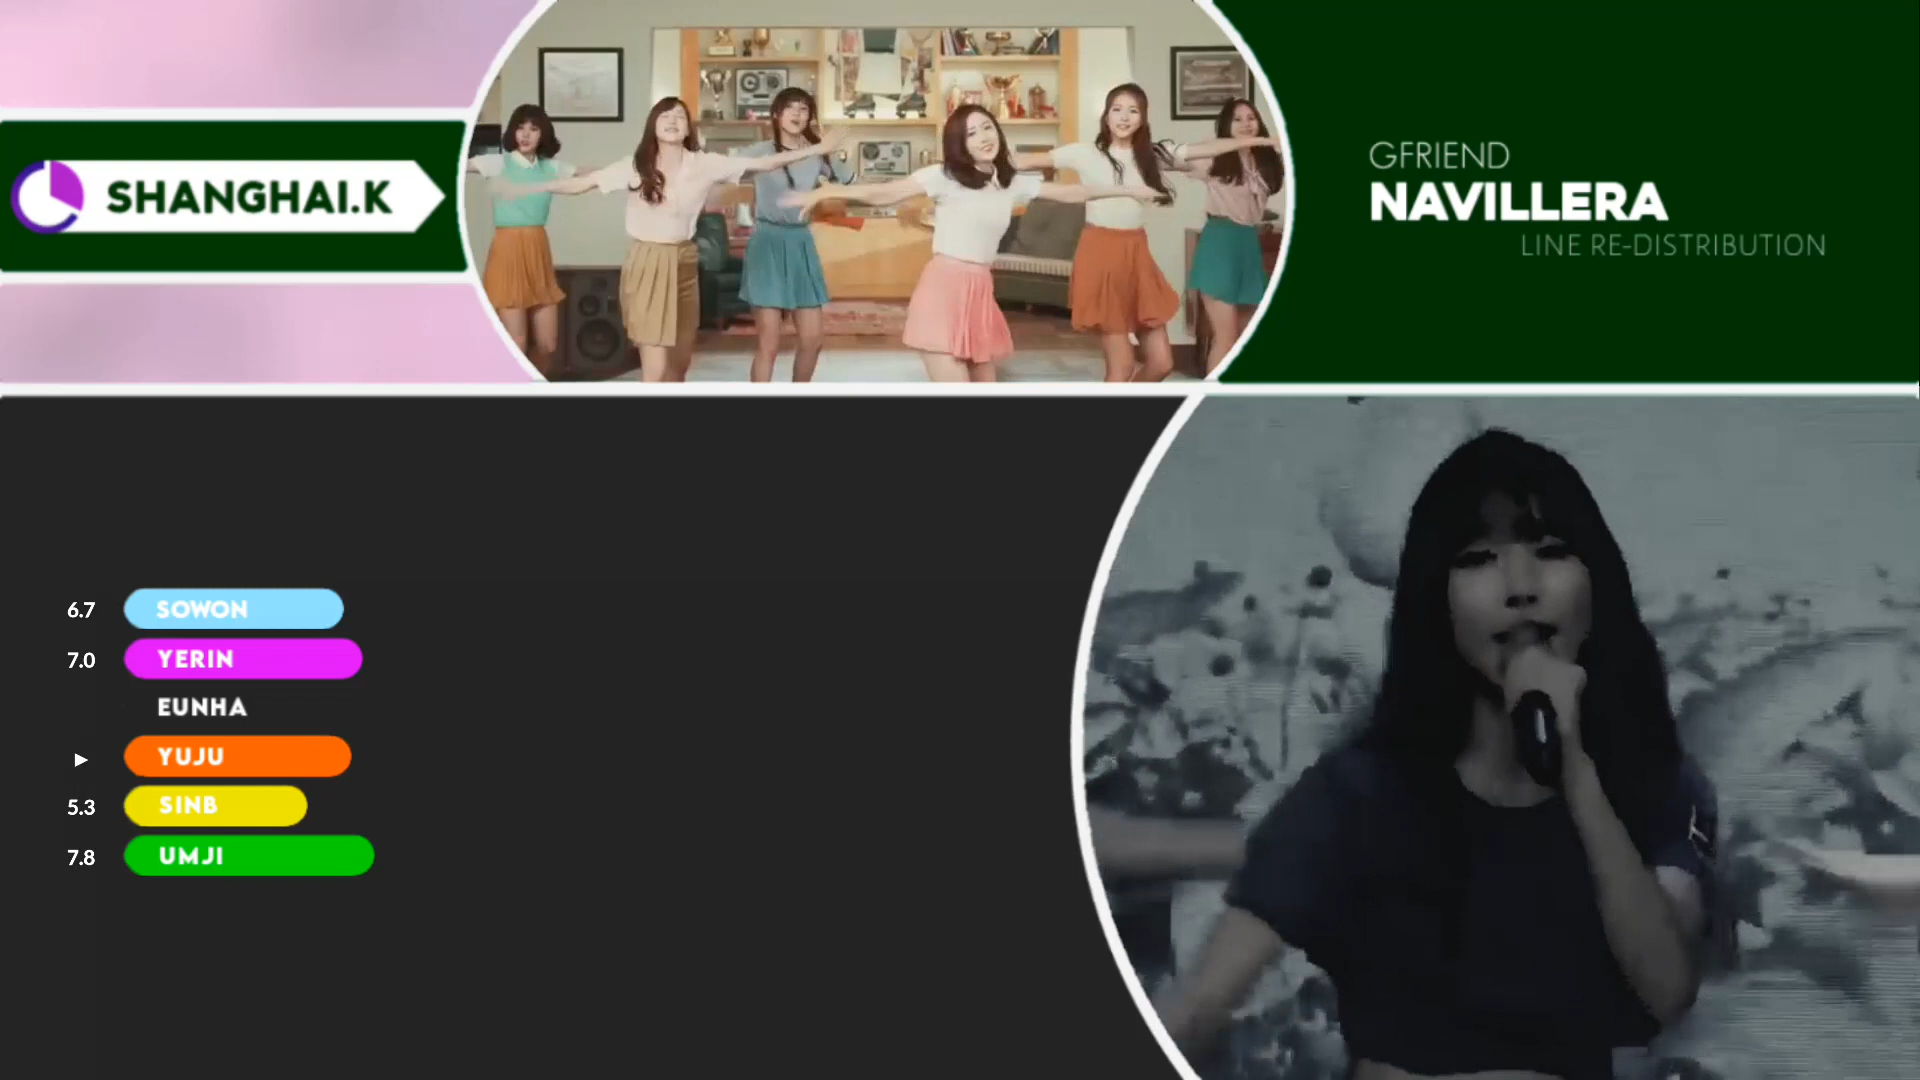 SHANGHAI.K
GFRIEND
NAVILLERA
LINE RE-DISTRIBUTION
6.7 SOWON
7.0 YERIN
EUNHA
YUJU
5.3 SINB
7.8 UMJI